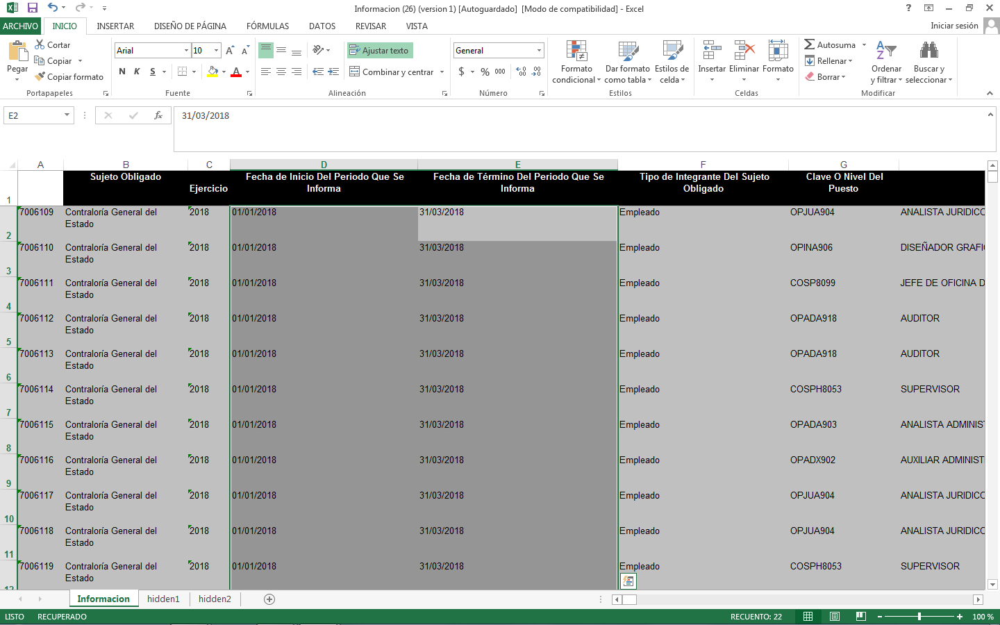 Informacion (26) (version 1) [Autoguardado]  [Modo de compatibilidad] - Excel
ARCHIVO INICIO INSERTAR DISEÑO DE PÁGINA FÓRMULAS DATOS REVISAR VISTA Iniciar sesión
Pegar
Cortar
Copiar
Copiar formato
Portapapeles
Arial 10
N K S
Fuente
Ajustar texto
Combinar y centrar
Alineación
General
$ % 000
Número
Formato condicional
Dar formato como tabla
Estilos de celda
Estilos
Insertar Eliminar Formato
Celdas
Autosuma
Rellenar
Borrar
Ordenar y filtrar
Buscar y seleccionar
Modificar
E2 fx 31/03/2018
A B C D E F G
1 Sujeto Obligado Ejercicio Fecha de Inicio Del Periodo Que Se Informa Fecha de Término Del Periodo Que Se Informa Tipo de Integrante Del Sujeto Obligado Clave O Nivel Del Puesto
2 7006109 Contraloría General del Estado 2018 01/01/2018 31/03/2018 Empleado OPJUA904 ANALISTA JURIDICO
3 7006110 Contraloría General del Estado 2018 01/01/2018 31/03/2018 Empleado OPINA906 DISEÑADOR GRAFI
4 7006111 Contraloría General del Estado 2018 01/01/2018 31/03/2018 Empleado COSP8099 JEFE DE OFICINA D
5 7006112 Contraloría General del Estado 2018 01/01/2018 31/03/2018 Empleado OPADA918 AUDITOR
6 7006113 Contraloría General del Estado 2018 01/01/2018 31/03/2018 Empleado OPADA918 AUDITOR
7 7006114 Contraloría General del Estado 2018 01/01/2018 31/03/2018 Empleado COSPH8053 SUPERVISOR
8 7006115 Contraloría General del Estado 2018 01/01/2018 31/03/2018 Empleado OPADA903 ANALISTA ADMINIST
9 7006116 Contraloría General del Estado 2018 01/01/2018 31/03/2018 Empleado OPADX902 AUXILIAR ADMINIST
10 7006117 Contraloría General del Estado 2018 01/01/2018 31/03/2018 Empleado OPJUA904 ANALISTA JURIDICO
11 7006118 Contraloría General del Estado 2018 01/01/2018 31/03/2018 Empleado OPJUA904 ANALISTA JURIDICO
12 7006119 Contraloría General del Estado 2018 01/01/2018 31/03/2018 Empleado COSPH8053 SUPERVISOR
Informacion hidden1 hidden2
LISTO RECUPERADO RECUENTO: 22 100 %